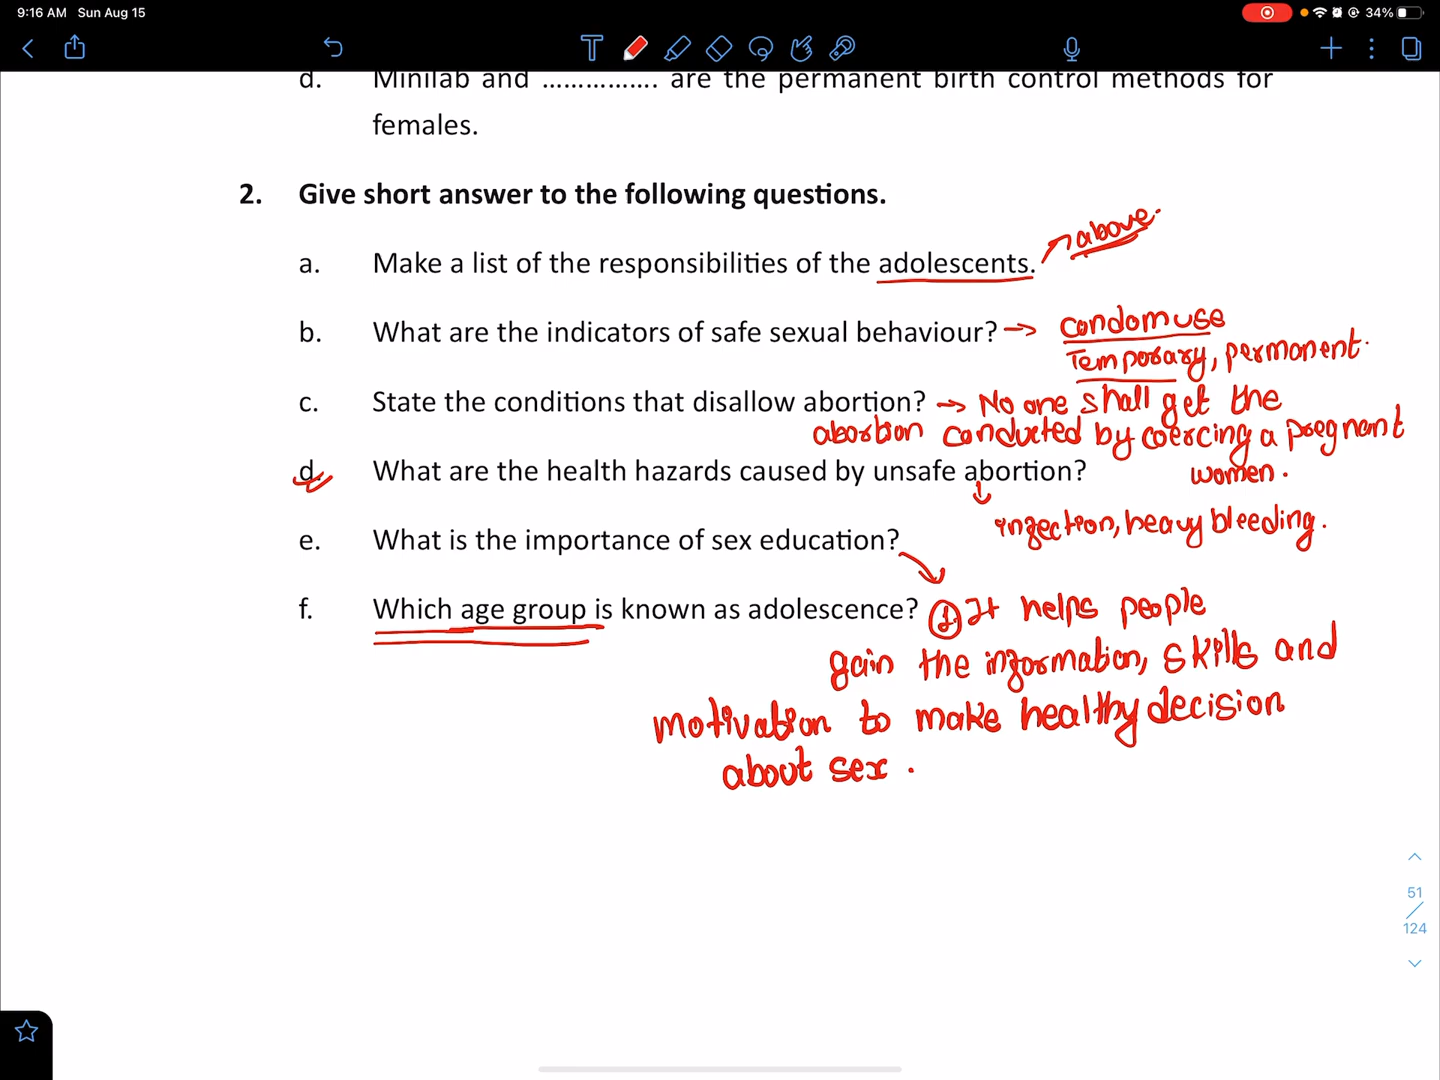 9:16 AM Sun Aug 15
34%
d. Minilab and ................ are the permanent birth control methods for
females.
2. Give short answer to the following questions.
above.
a. Make a list of the responsibilities of the adolescents.
b. What are the indicators of safe sexual behaviour? → condom use
Temporary, permanent.
c. State the conditions that disallow abortion? → No one shall get the
abortion conducted by coercing a pregnant
women.
d. What are the health hazards caused by unsafe abortion?
injection, heavy bleeding.
e. What is the importance of sex education?
f. Which age group is known as adolescence?
① It helps people
gain the information, skills and
motivation to make healthy decision
about sex.
51
/
124